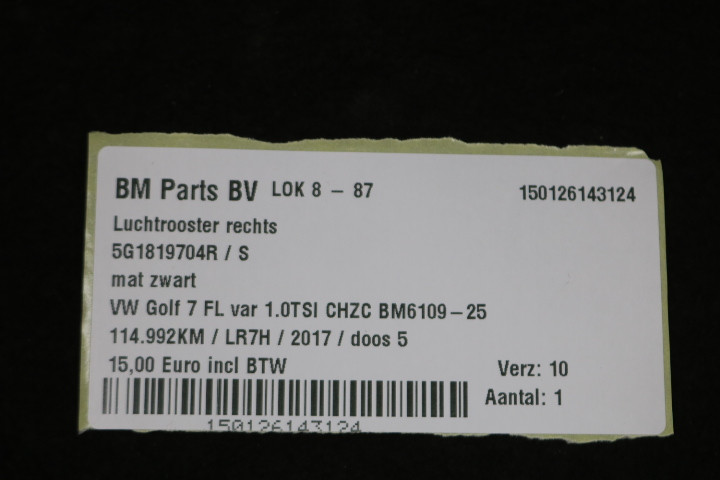 BM Parts BV LOK 8 - 87 150126143124
Luchtrooster rechts
5G1819704R / S
mat zwart
VW Golf 7 FL var 1.0TSI CHZC BM6109-25
114.992KM / LR7H / 2017 / doos 5
15,00 Euro incl BTW Verz: 10
Aantal: 1
150126143124